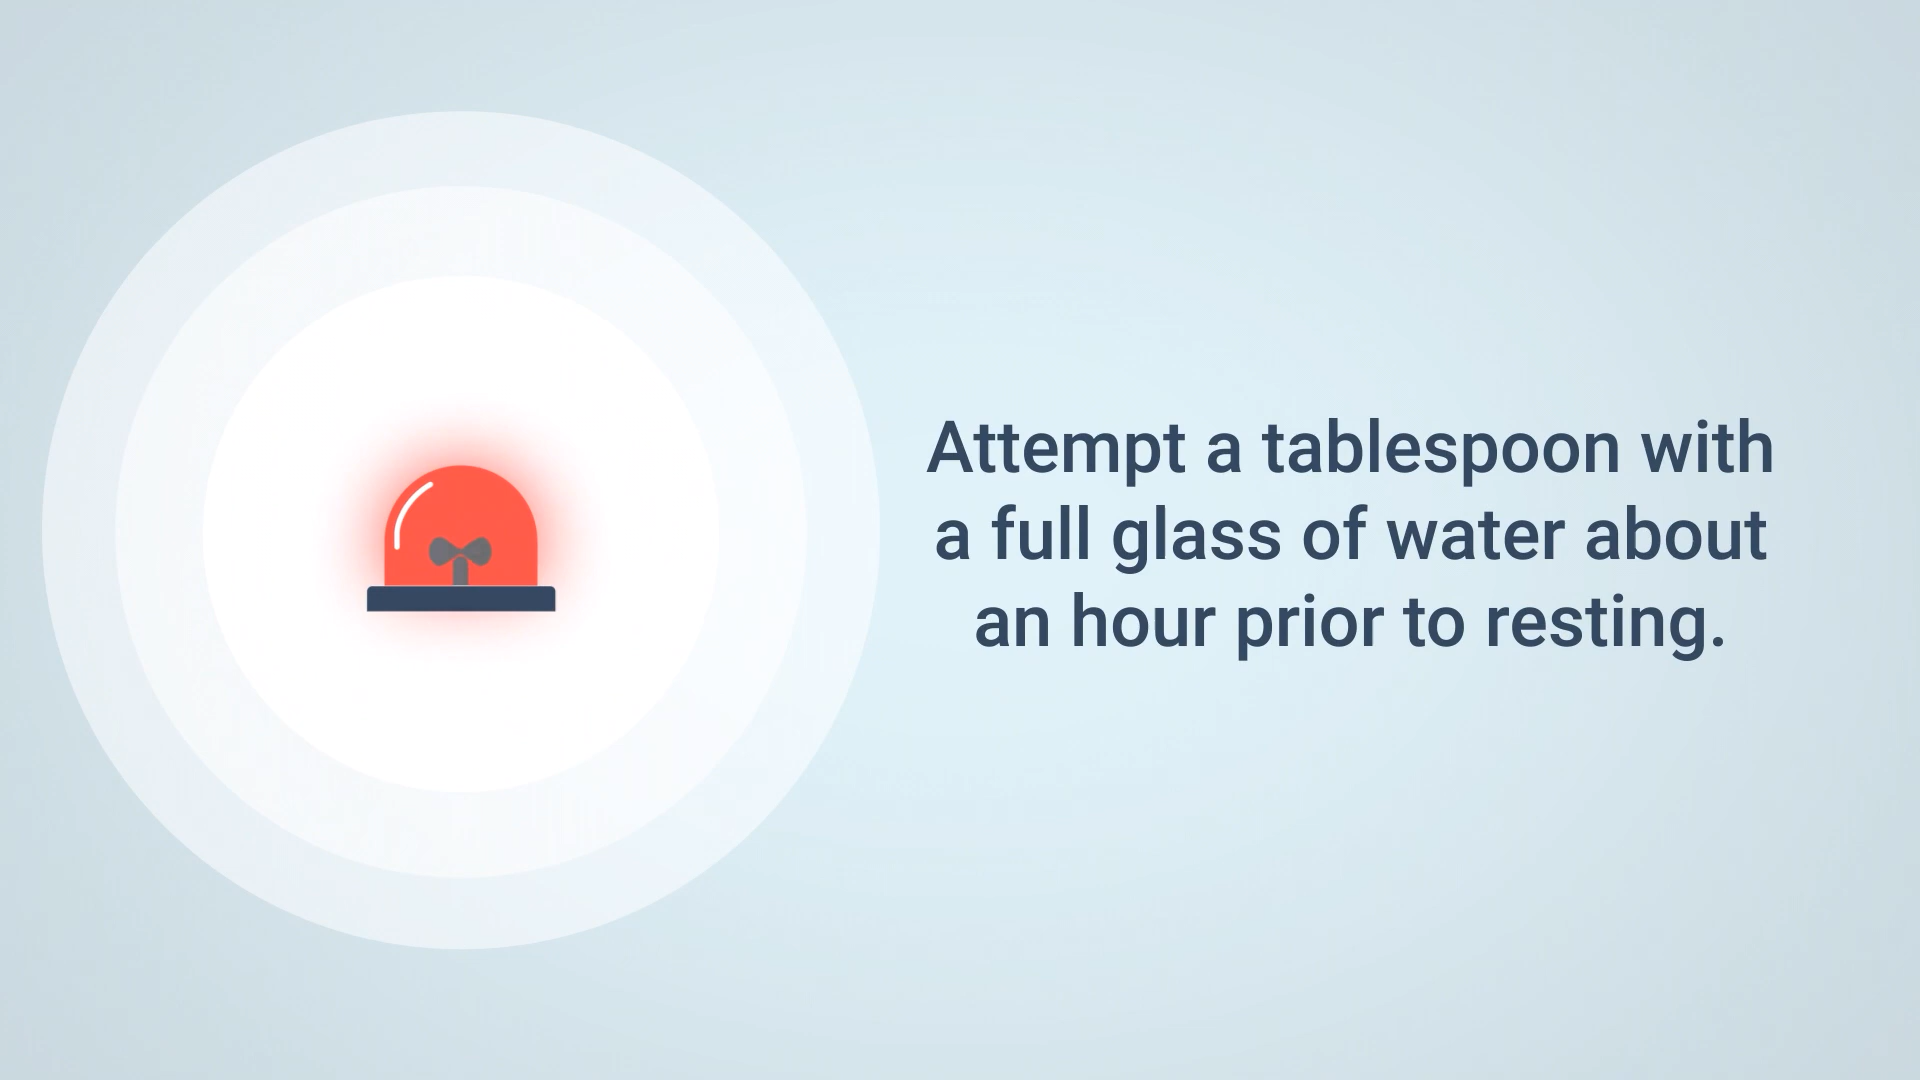 Attempt a tablespoon with
a full glass of water about
an hour prior to resting.